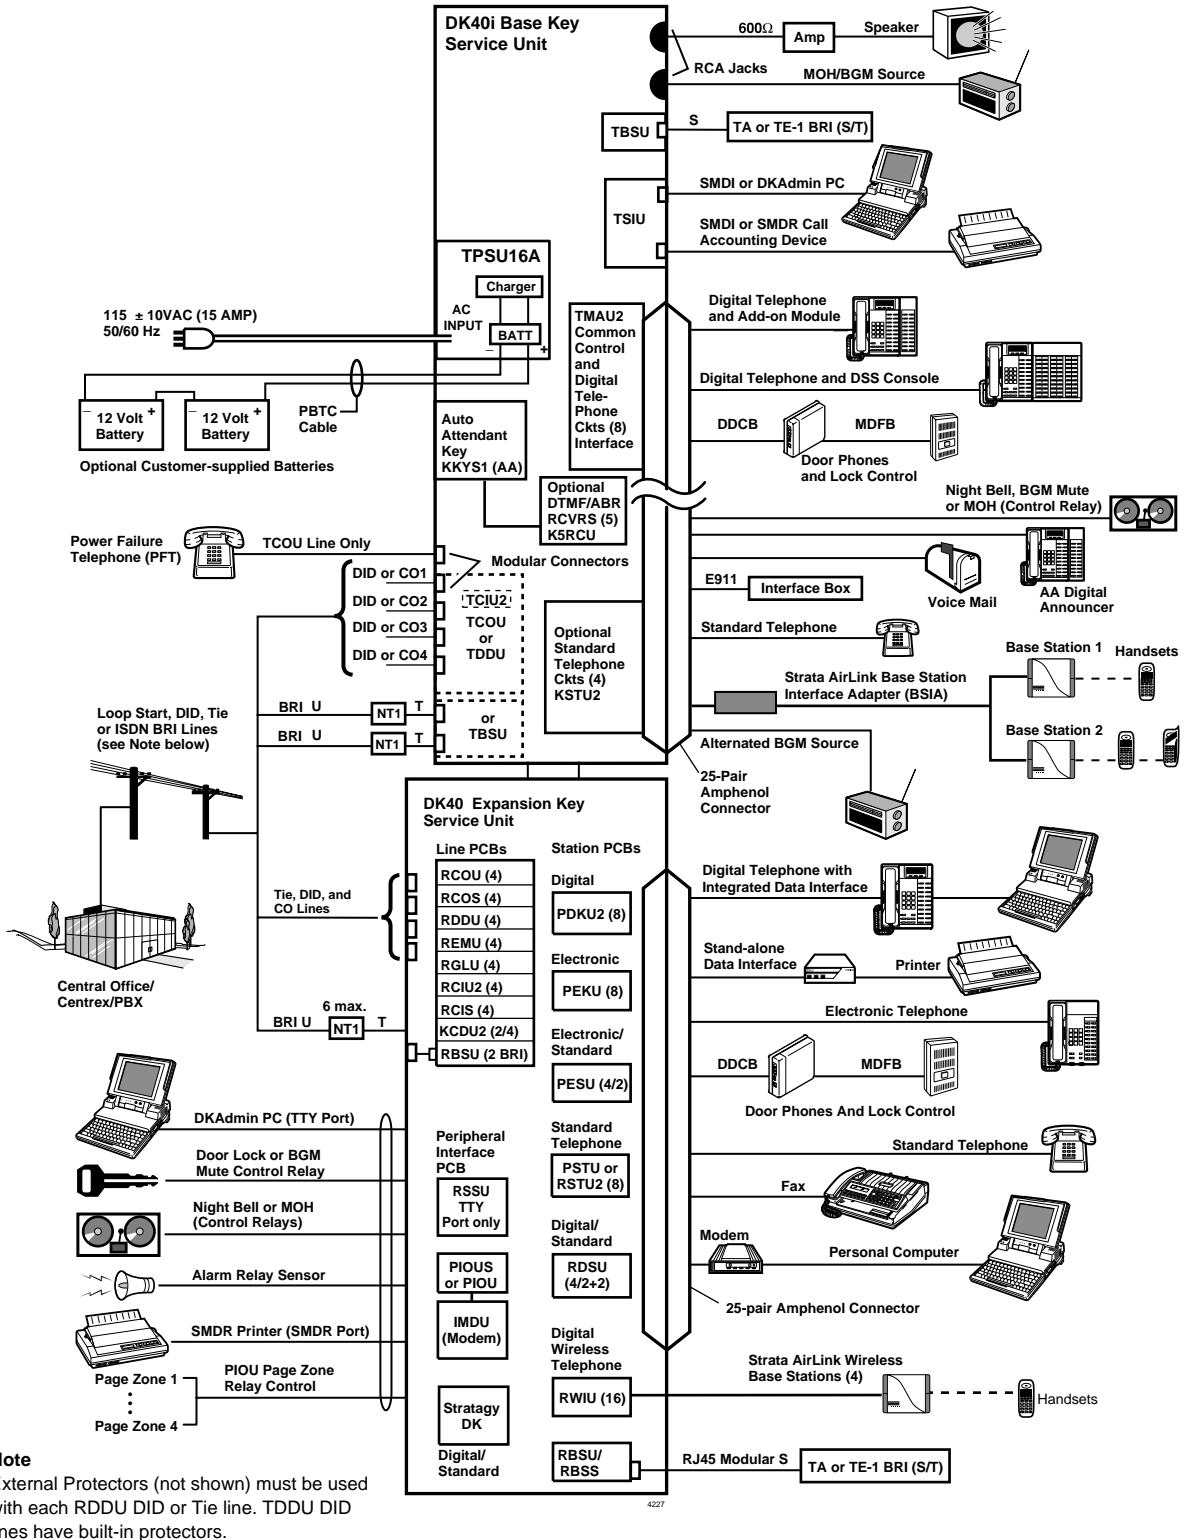 DK40i Base Key
Service Unit
600Ω
Amp
Speaker
RCA Jacks
MOH/BGM Source
TBSU
S
TA or TE-1 BRI (S/T)
TSIU
SMDI or DKAdmin PC
SMDI or SMDR Call
Accounting Device
TPSU16A
Charger
AC
INPUT
BATT
– +
115 ± 10VAC (15 AMP)
50/60 Hz
TMAU2
Common
Control
and
Digital
Tele-
Phone
Ckts (8)
Interface
Digital Telephone
and Add-on Module
Digital Telephone and DSS Console
– +
12 Volt
Battery
– +
12 Volt
Battery
PBTC
Cable
Optional Customer-supplied Batteries
Auto
Attendant
Key
KKYS1 (AA)
DDCB
MDFB
Door Phones
and Lock Control
Optional
DTMF/ABR
RCVRS (5)
K5RCU
Night Bell, BGM Mute
or MOH (Control Relay)
Power Failure
Telephone (PFT)
TCOU Line Only
Modular Connectors
DID or CO1
DID or CO2
DID or CO3
DID or CO4
TCIU2
TCOU
or
TDDU
E911
Interface Box
Voice Mail
AA Digital
Announcer
Optional
Standard
Telephone
Ckts (4)
KSTU2
Standard Telephone
Base Station 1
Handsets
Strata AirLink Base Station
Interface Adapter (BSIA)
Base Station 2
Loop Start, DID, Tie
or ISDN BRI Lines
(see Note below)
BRI U
NT1
T
BRI U
NT1
T
or
TBSU
Alternated BGM Source
25-Pair
Amphenol
Connector
DK40 Expansion Key
Service Unit
Line PCBs
Station PCBs
RCOU (4)
RCOS (4)
RDDU (4)
REMU (4)
RGLU (4)
RCIU2 (4)
RCIS (4)
KCDU2 (2/4)
RBSU (2 BRI)
Digital
PDKU2 (8)
Electronic
PEKU (8)
Electronic/
Standard
PESU (4/2)
Standard
Telephone
PSTU or
RSTU2 (8)
Digital/
Standard
RDSU
(4/2+2)
Digital
Wireless
Telephone
RWIU (16)
RBSU/
RBSS
Tie, DID, and
CO Lines
Central Office/
Centrex/PBX
6 max.
BRI U
NT1
T
Digital Telephone with
Integrated Data Interface
Stand-alone
Data Interface
Printer
Electronic Telephone
DDCB
MDFB
Door Phones And Lock Control
DKAdmin PC (TTY Port)
Door Lock or BGM
Mute Control Relay
Night Bell or MOH
(Control Relays)
Alarm Relay Sensor
SMDR Printer (SMDR Port)
Page Zone 1
Page Zone 4
PIOU Page Zone
Relay Control
Peripheral
Interface
PCB
RSSU
TTY
Port only
PIOUS
or PIOU
IMDU
(Modem)
Stratagy
DK
Digital/
Standard
Standard Telephone
Fax
Modem
Personal Computer
25-pair Amphenol Connector
Strata AirLink Wireless
Base Stations (4)
Handsets
RJ45 Modular S
TA or TE-1 BRI (S/T)
4227
lote
External Protectors (not shown) must be used
with each RDDU DID or Tie line. TDDU DID
ines have built-in protectors.